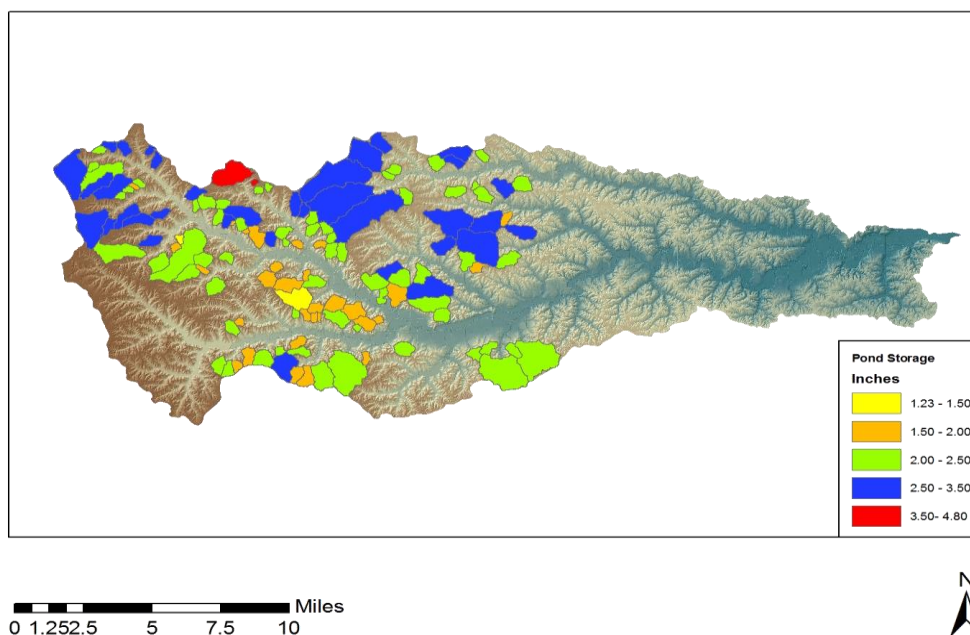 Pond Storage
Inches
1.23 - 1.50
1.50 - 2.00
2.00 - 2.50
2.50 - 3.50
3.50- 4.80
N
Miles
0 1.252.5 5 7.5 10